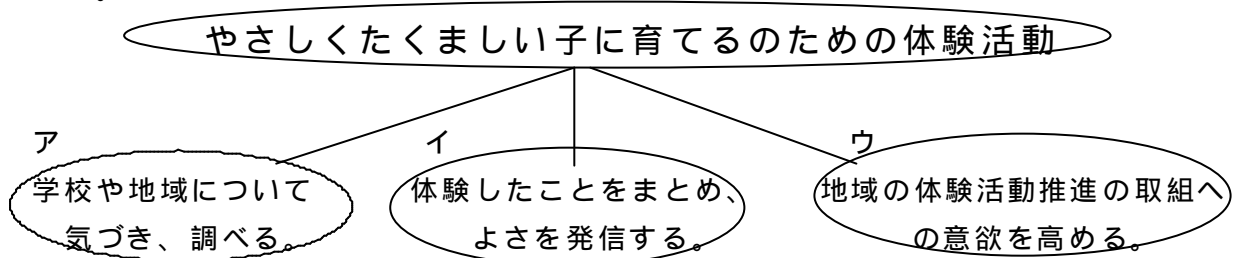 やさしくたくましい子に育てるのための体験活動
ア
学校や地域について
気づき、調べる。
イ
体験したことをまとめ、
よさを発信する。
ウ
地域の体験活動推進の取組へ
の意欲を高める。